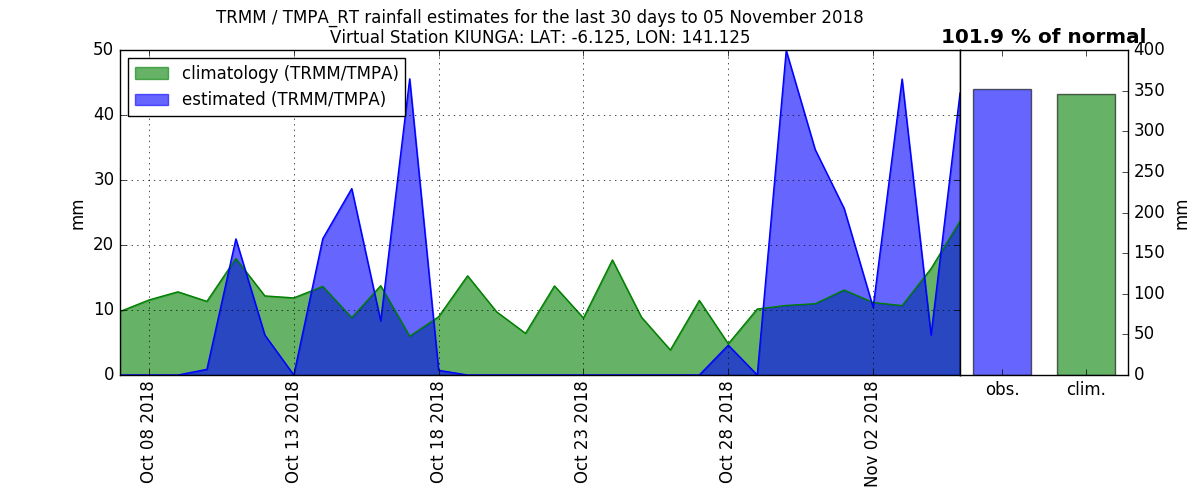 TRMM / TMPA_RT rainfall estimates for the last 30 days to 05 November 2018
Virtual Station KIUNGA: LAT: -6.125, LON: 141.125
101.9 % of normal
climatology (TRMM/TMPA)
estimated (TRMM/TMPA)
50
40
30
20
10
0
mm
Oct 08 2018
Oct 13 2018
Oct 18 2018
Oct 23 2018
Oct 28 2018
Nov 02 2018
obs.
clim.
400
350
300
250
200
150
100
50
0
mm